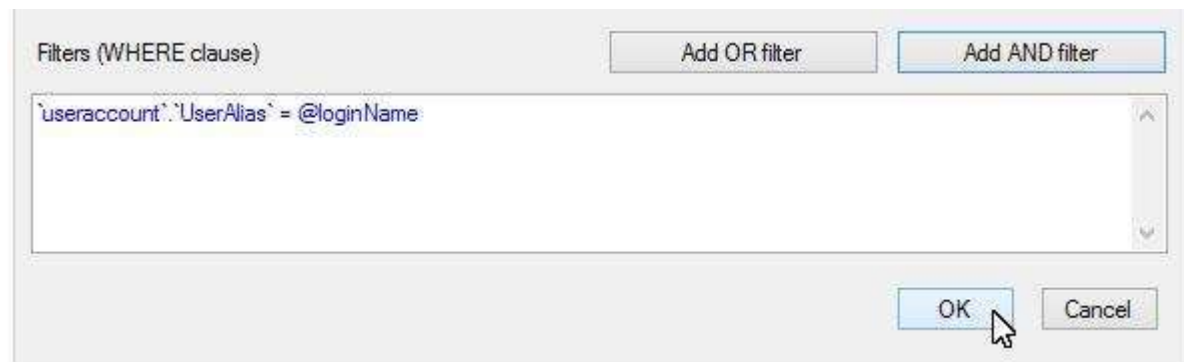 Filters (WHERE clause)
Add OR filter
Add AND filter
`useraccount`.`UserAlias` = @loginName
OK
Cancel